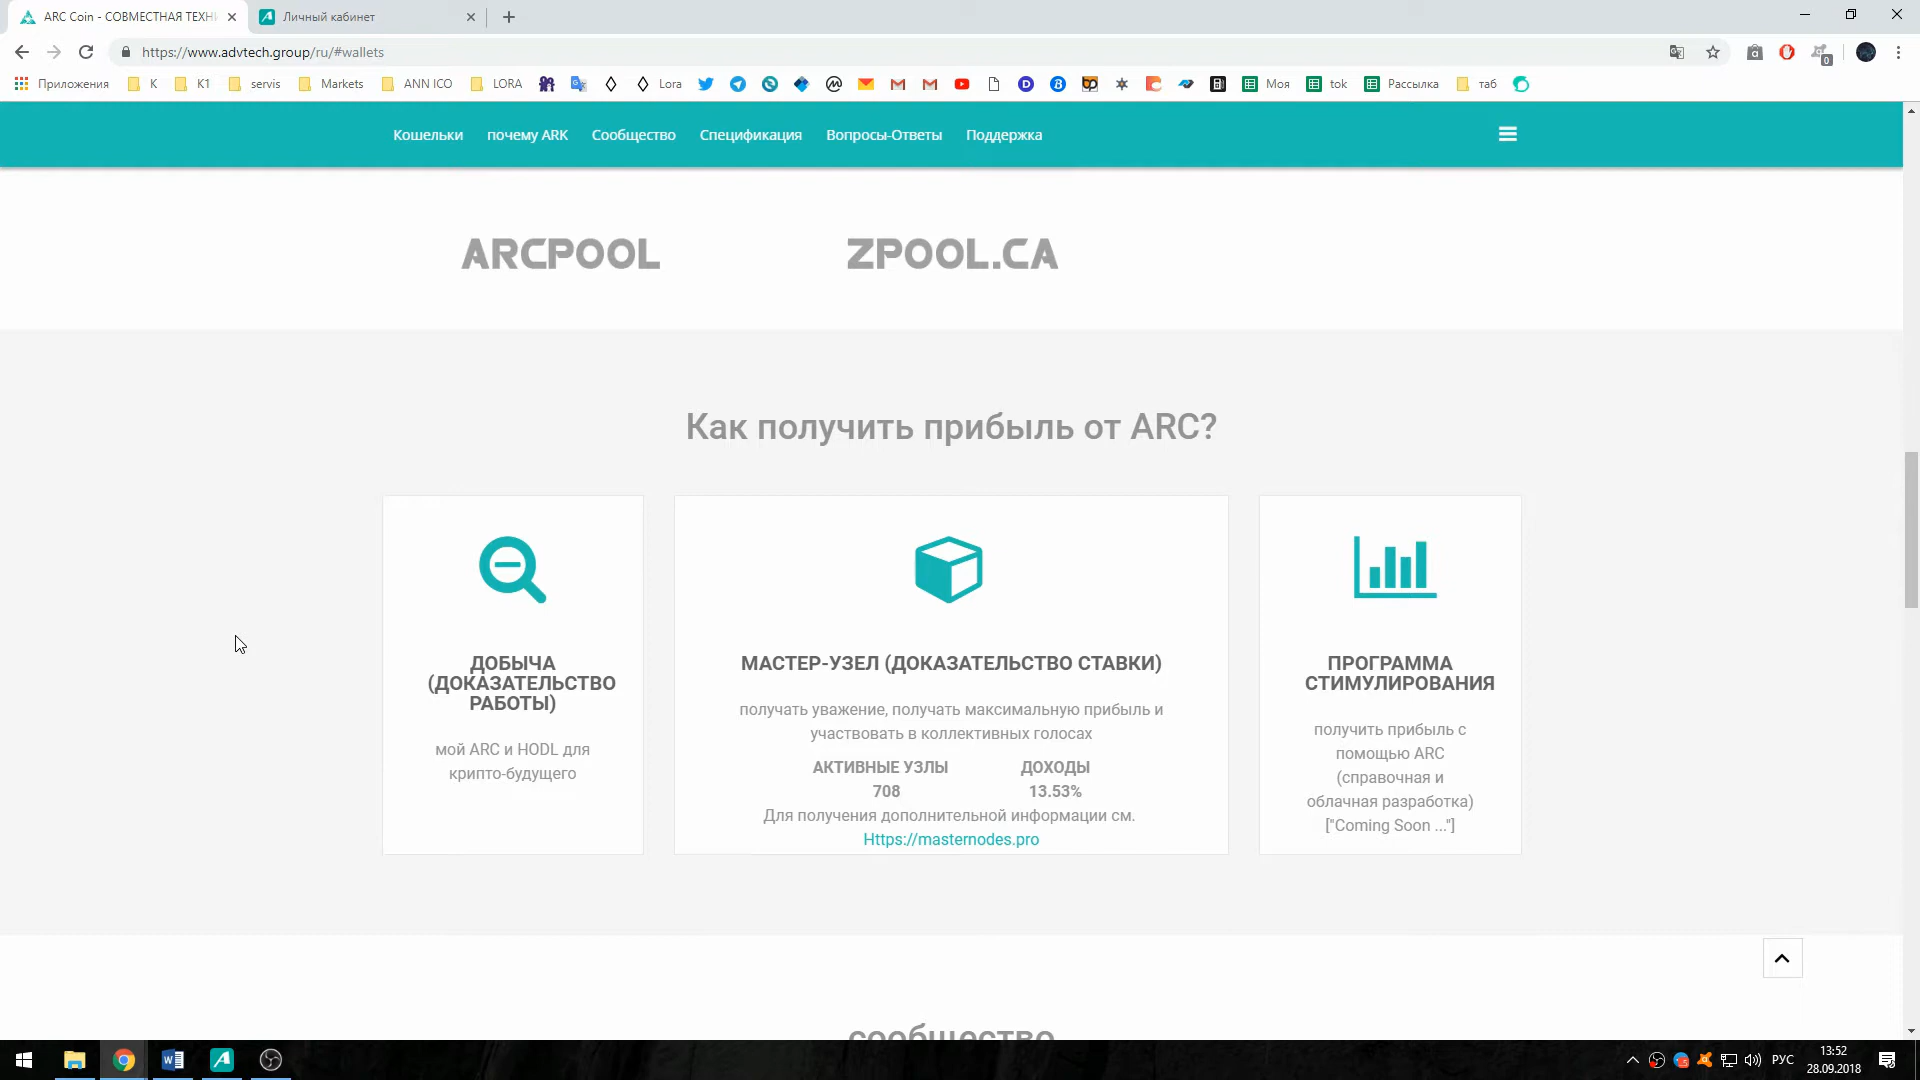 ARC Coin - СОВМЕСТНАЯ ТЕХН
Личный кабинет
https://www.advtech.group/ru/#wallets
Приложения
K
K1
servis
Markets
ANN ICO
LORA
Lora
Моя
tok
Рассылка
таб
0
Кошельки
почему ARK
Сообщество
Спецификация
Вопросы-Ответы
Поддержка
ARCPOOL
ZPOOL.CA
Как получить прибыль от ARC?
ДОБЫЧА
(ДОКАЗАТЕЛЬСТВО
РАБОТЫ)
мой ARC и HODL для
крипто-будущего
МАСТЕР-УЗЕЛ (ДОКАЗАТЕЛЬСТВО СТАВКИ)
получать уважение, получать максимальную прибыль и
участвовать в коллективных голосах
АКТИВНЫЕ УЗЛЫ
ДОХОДЫ
708
13.53%
Для получения дополнительной информации см.
Https://masternodes.pro
ПРОГРАММА
СТИМУЛИРОВАНИЯ
получить прибыль с
помощью ARC
(справочная и
облачная разработка)
["Coming Soon ..."]
сообщество
РУС
13:52
28.09.2018